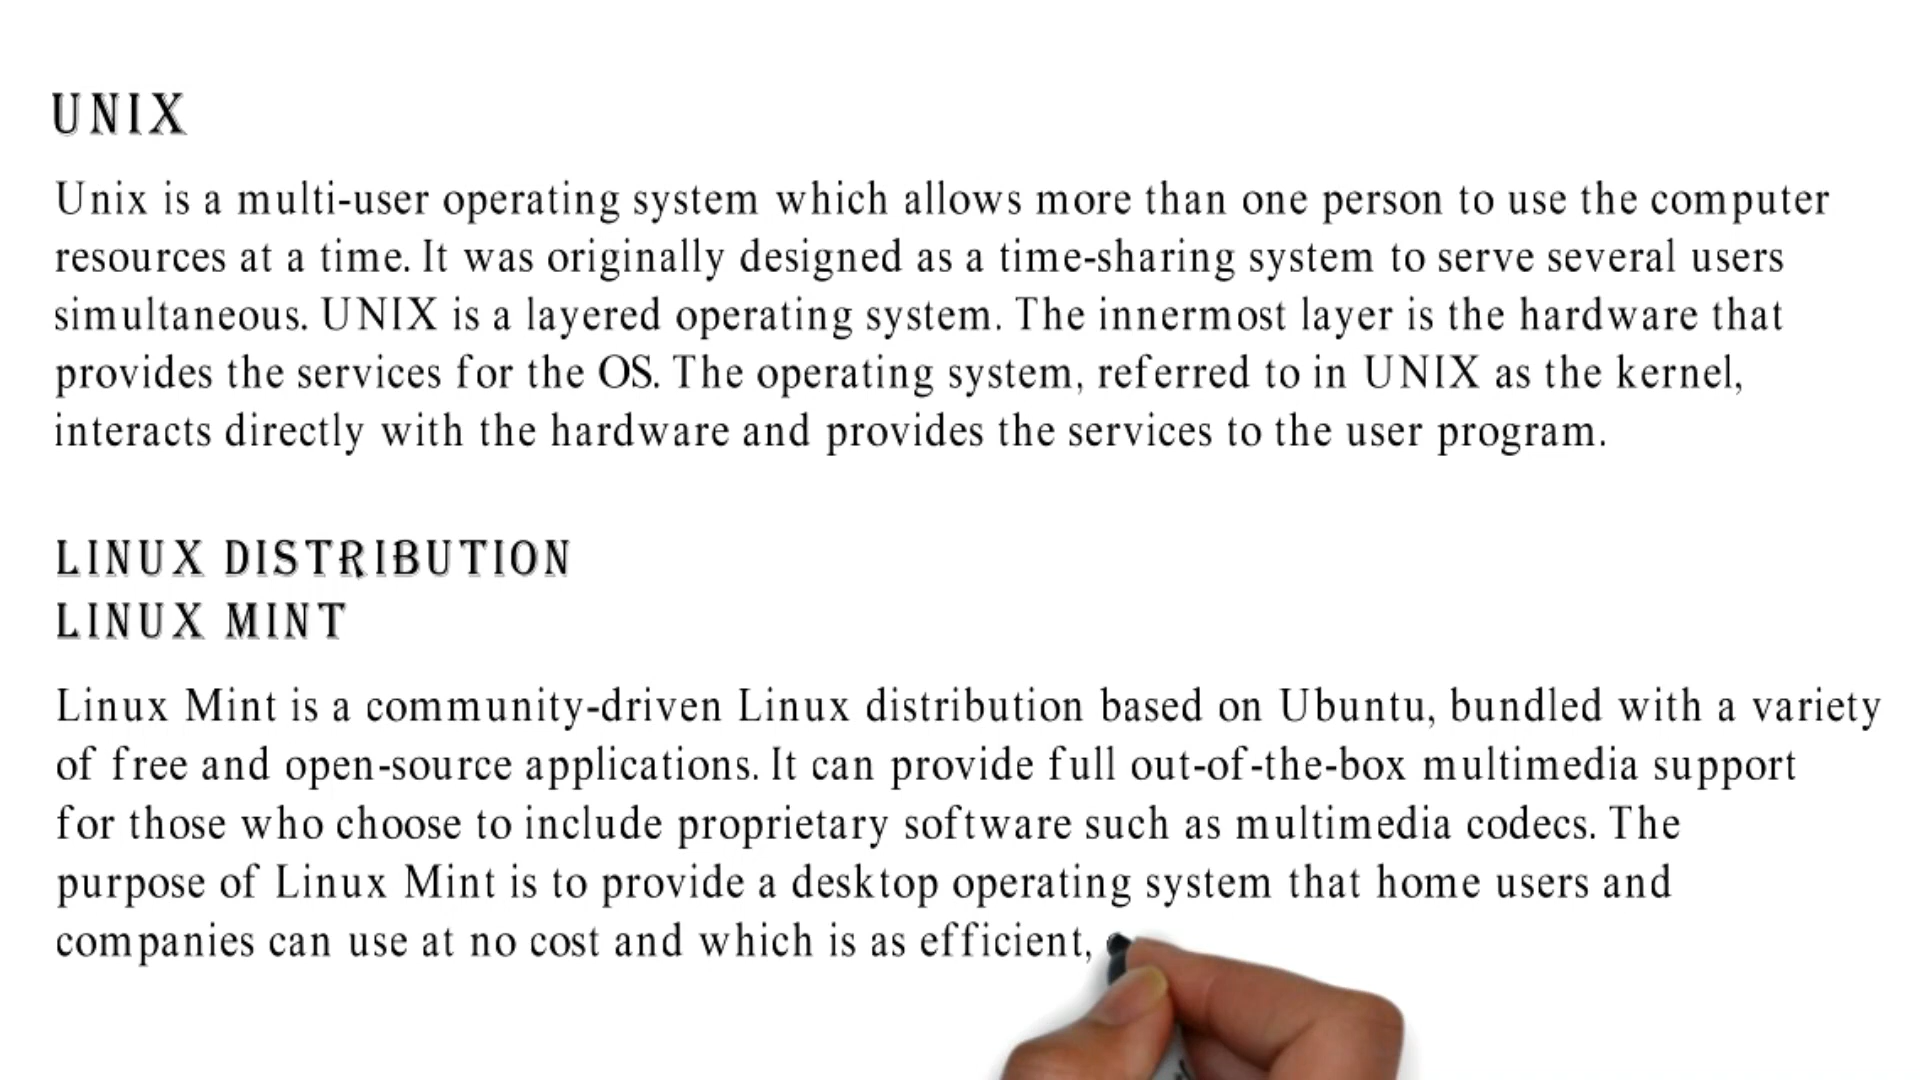 UNIX
Unix is a multi-user operating system which allows more than one person to use the computer
resources at a time. It was originally designed as a time-sharing system to serve several users
simultaneous. UNIX is a layered operating system. The innermost layer is the hardware that
provides the services for the OS. The operating system, referred to in UNIX as the kernel,
interacts directly with the hardware and provides the services to the user program.
LINUX DISTRIBUTION
LINUX MINT
Linux Mint is a community-driven Linux distribution based on Ubuntu, bundled with a variety
of free and open-source applications. It can provide full out-of-the-box multimedia support
for those who choose to include proprietary software such as multimedia codecs. The
purpose of Linux Mint is to provide a desktop operating system that home users and
companies can use at no cost and which is as efficient,